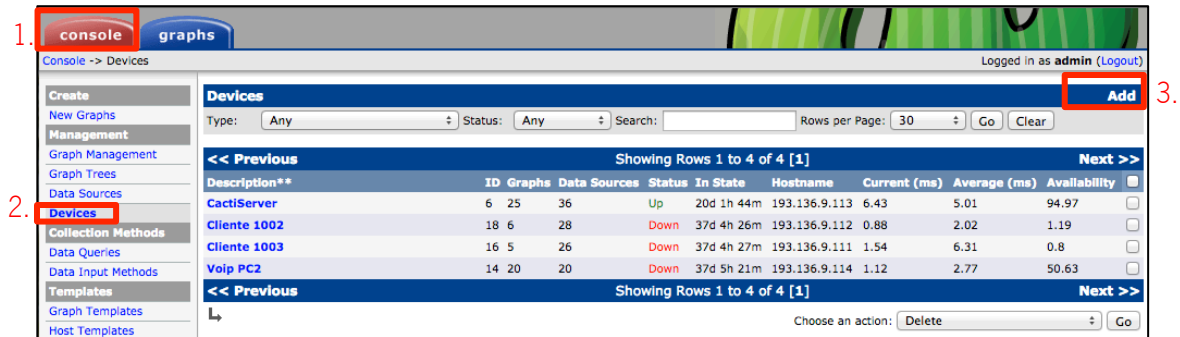 1.
console graphs
Console -> Devices Logged in as admin (Logout)
Create
New Graphs
Management
Graph Management
Graph Trees
Data Sources
2.
Devices
Collection Methods
Data Queries
Data Input Methods
Templates
Graph Templates
Host Templates
Devices Add
3.
Type: Any Status: Any Search: Rows per Page: 30 Go Clear
<< Previous Showing Rows 1 to 4 of 4 [1] Next >>
Description** ID Graphs Data Sources Status In State Hostname Current (ms) Average (ms) Availability
CactiServer 6 25 36 Up 20d 1h 44m 193.136.9.113 6.43 5.01 94.97
Cliente 1002 18 6 28 Down 37d 4h 26m 193.136.9.112 0.88 2.02 1.19
Cliente 1003 16 5 26 Down 37d 4h 27m 193.136.9.111 1.54 6.31 0.8
Voip PC2 14 20 20 Down 37d 5h 21m 193.136.9.114 1.12 2.77 50.63
<< Previous Showing Rows 1 to 4 of 4 [1] Next >>
Choose an action: Delete Go